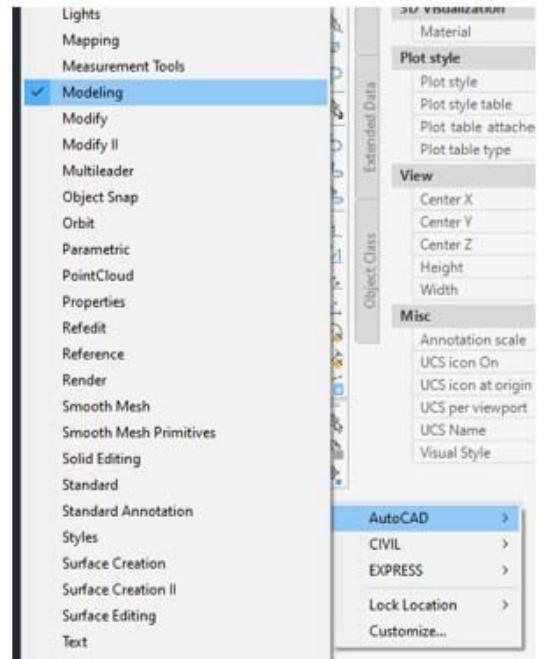 Lights
Mapping
Measurement Tools
Modeling
Modify
Modify II
Multileader
Object Snap
Orbit
Parametric
PointCloud
Properties
Refedit
Reference
Render
Smooth Mesh
Smooth Mesh Primitives
Solid Editing
Standard
Standard Annotation
Styles
Surface Creation
Surface Creation II
Surface Editing
Text
Extended Data
Object Class
3D Visualization
Material
Plot style
Plot style
Plot style table
Plot table attache
Plot table type
View
Center X
Center Y
Center Z
Height
Width
Misc
Annotation scale
UCS icon On
UCS icon at origin
UCS per viewport
UCS Name
Visual Style
AutoCAD
CIVIL
EXPRESS
Lock Location
Customize...